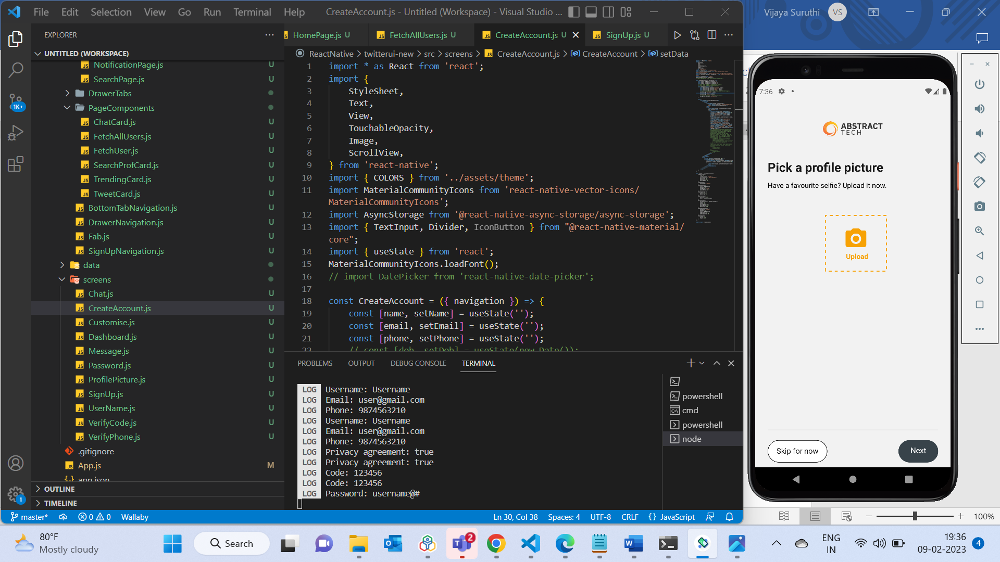 File Edit Selection View Go Run Terminal Help CreateAccount.js - Untitled (Workspace) - Visual Studio ...
Vijaya Suruthi VS
EXPLORER
UNTITLED (WORKSPACE)
NotificationPage.js U
SearchPage.js U
DrawerTabs
PageComponents
ChatCard.js U
FetchAllUsers.js U
FetchUser.js U
SearchProfCard.js U
TrendingCard.js U
TweetCard.js U
BottomTabNavigation.js U
DrawerNavigation.js U
Fab.js U
SignUpNavigation.js U
data
screens
Chat.js U
CreateAccount.js U
Customise.js U
Dashboard.js U
Message.js U
Password.js U
ProfilePicture.js U
SignUp.js U
UserName.js U
VerifyCode.js U
VerifyPhone.js U
.gitignore
App.js M
app.json
OUTLINE
TIMELINE
1K+
1
HomePage.js U FetchAllUsers.js U CreateAccount.js U SignUp.js U
ReactNative > twitterui-new > src > screens > CreateAccount.js > CreateAccount > setData
1 import * as React from 'react';
2 import {
3 StyleSheet,
4 Text,
5 View,
6 TouchableOpacity,
7 Image,
8 ScrollView,
9 } from 'react-native';
10 import { COLORS } from '../assets/theme';
11 import MaterialCommunityIcons from 'react-native-vector-icons/
MaterialCommunityIcons';
12 import AsyncStorage from '@react-native-async-storage/async-storage';
13 import { TextInput, Divider, IconButton } from "@react-native-material/
core";
14 import { useState } from 'react';
15 MaterialCommunityIcons.loadFont();
16 // import DatePicker from 'react-native-date-picker';
17
18 const CreateAccount = ({ navigation }) => {
19 const [name, setName] = useState('');
20 const [email, setEmail] = useState('');
21 const [phone, setPhone] = useState('');
22 // const [dob, setDob] = useState(new Date());
PROBLEMS OUTPUT DEBUG CONSOLE TERMINAL
LOG Username: Username
LOG Email: user@gmail.com
LOG Phone: 9874563210
LOG Username: Username
LOG Email: user@gmail.com
LOG Phone: 9874563210
LOG Privacy agreement: true
LOG Privacy agreement: true
LOG Code: 123456
LOG Code: 123456
LOG Password: username@#
powershell
cmd
powershell
node
master* 0 0 Wallaby Ln 30, Col 38 Spaces: 4 UTF-8 CRLF {} JavaScript
7:36
ABSTRACT
TECH
Pick a profile picture
Have a favourite selfie? Upload it now.
Upload
Skip for now Next
100%
80°F
Mostly cloudy
Search
2
ENG
IN
19:36
09-02-2023
4